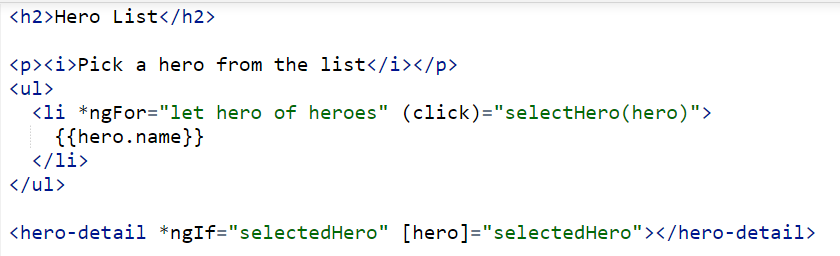 <h2>Hero List</h2>
<p><i>Pick a hero from the list</i></p>
<ul>
<li *ngFor="let hero of heroes" (click)="selectHero(hero)">
{{hero.name}}
</li>
</ul>
<hero-detail *ngIf="selectedHero" [hero]="selectedHero"></hero-detail>